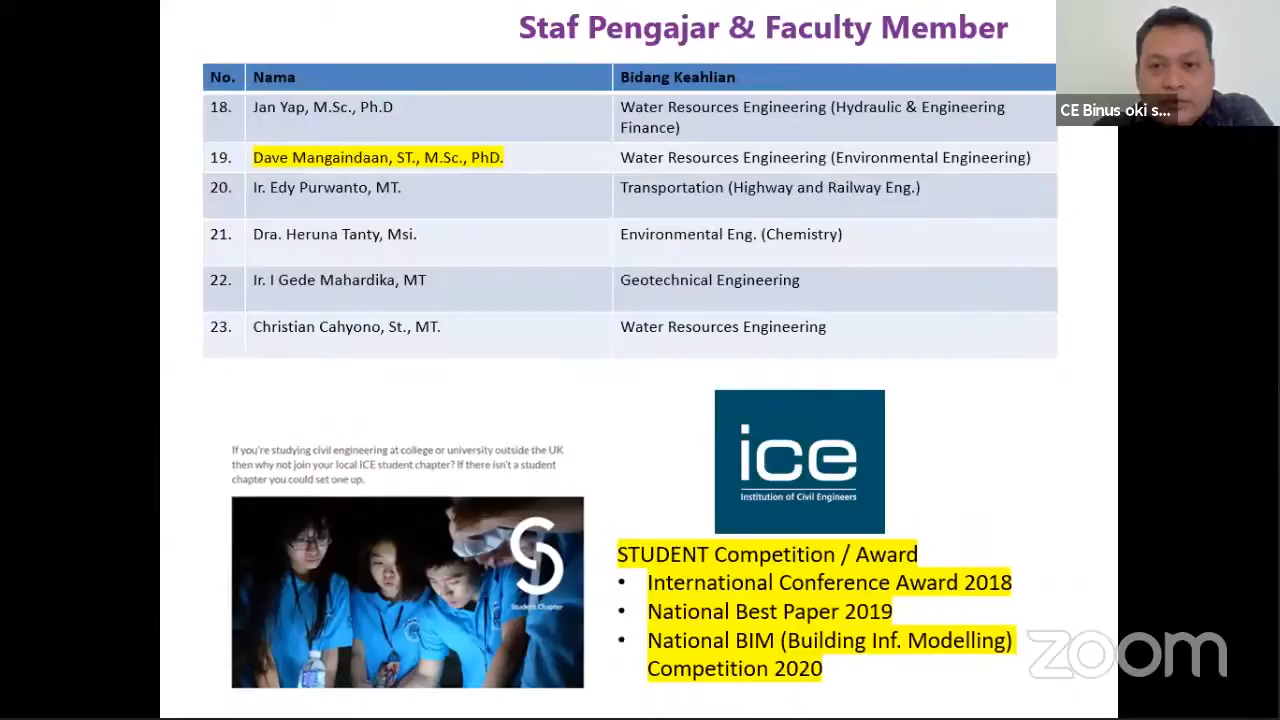 Staf Pengajar & Faculty Member
No. Nama Bidang Keahlian
18. Jan Yap, M.Sc., Ph.D Water Resources Engineering (Hydraulic & Engineering
Finance)
19. Dave Mangaindaan, ST., M.Sc., PhD. Water Resources Engineering (Environmental Engineering)
20. Ir. Edy Purwanto, MT. Transportation (Highway and Railway Eng.)
21. Dra. Heruna Tanty, Msi. Environmental Eng. (Chemistry)
22. Ir. I Gede Mahardika, MT Geotechnical Engineering
23. Christian Cahyono, St., MT. Water Resources Engineering
CE Binus oki s...
If you're studying civil engineering at college or university outside the UK
then why not join your local ICE student chapter? If there isn't a student
chapter you could set one up.
S
Student Chapter
ice
Institution of Civil Engineers
STUDENT Competition / Award
• International Conference Award 2018
• National Best Paper 2019
• National BIM (Building Inf. Modelling)
Competition 2020
zoom